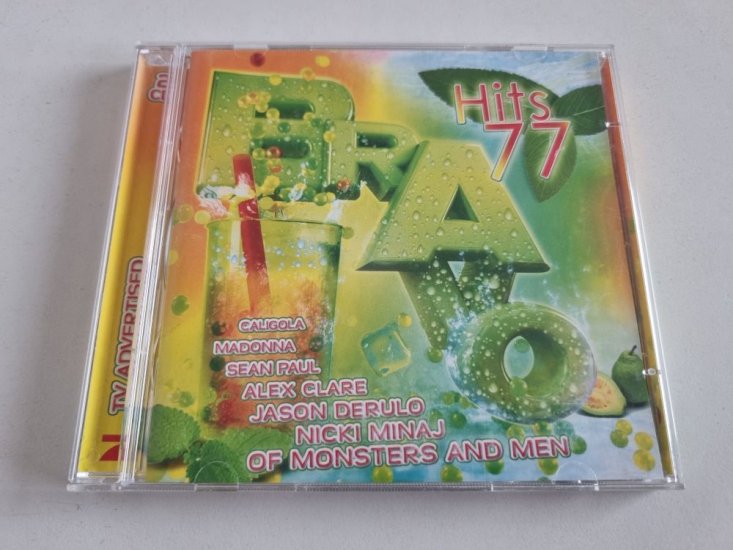 BRAVO
Hits
77
CALIGOLA
MADONNA
SEAN PAUL
ALEX CLARE
JASON DERULO
NICKI MINAJ
OF MONSTERS AND MEN
TV ADVERTISED